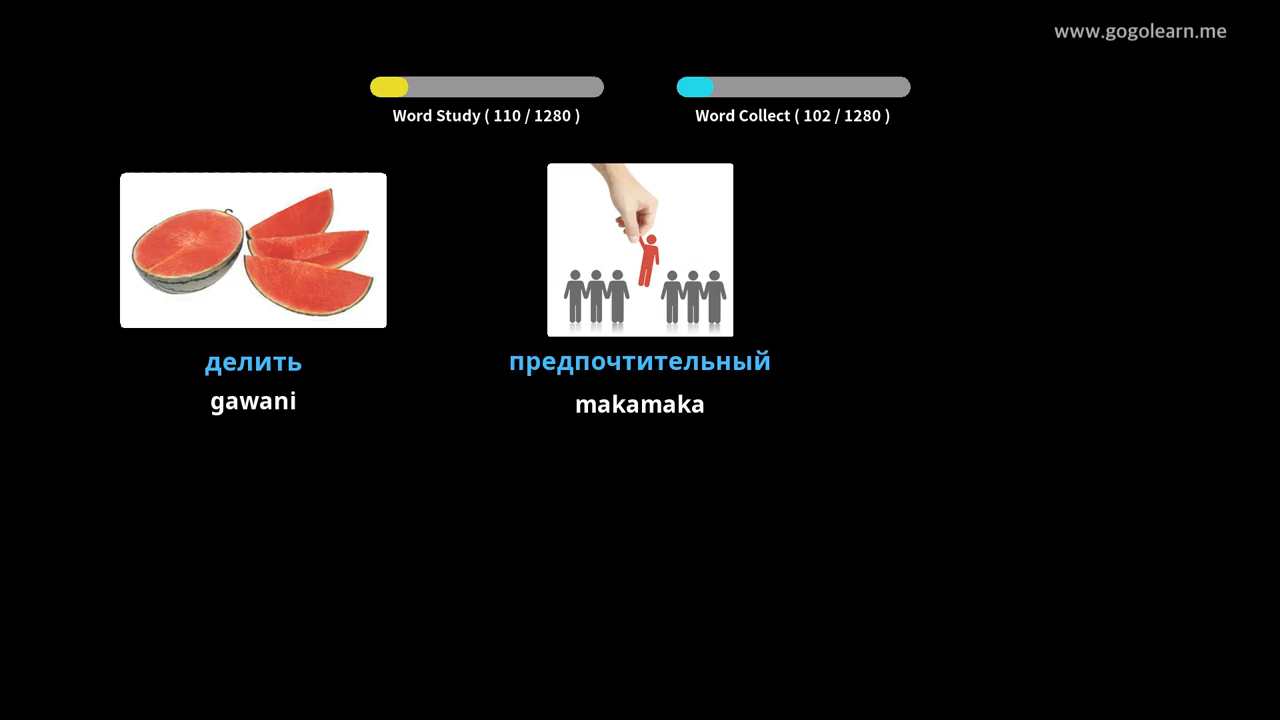 www.gogolearn.me
Word Study ( 110 / 1280 )
Word Collect ( 102 / 1280 )
делить
gawani
предпочтительный
makamaka